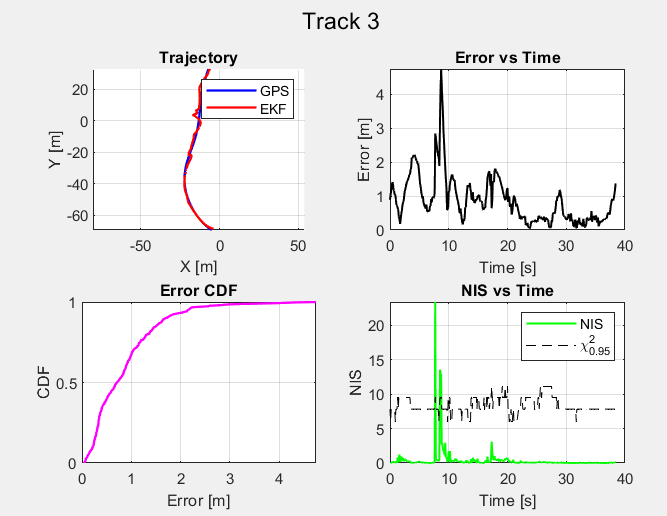 Track 3
Trajectory
20
0
-20
-40
-60
Y [m]
GPS
EKF
-50
0
50
X [m]
Error vs Time
4
3
2
1
0
Error [m]
0
10
20
30
40
Time [s]
Error CDF
1
0.5
0
CDF
0
1
2
3
4
Error [m]
NIS vs Time
20
15
10
5
0
NIS
NIS
χ²0.95
0
10
20
30
40
Time [s]